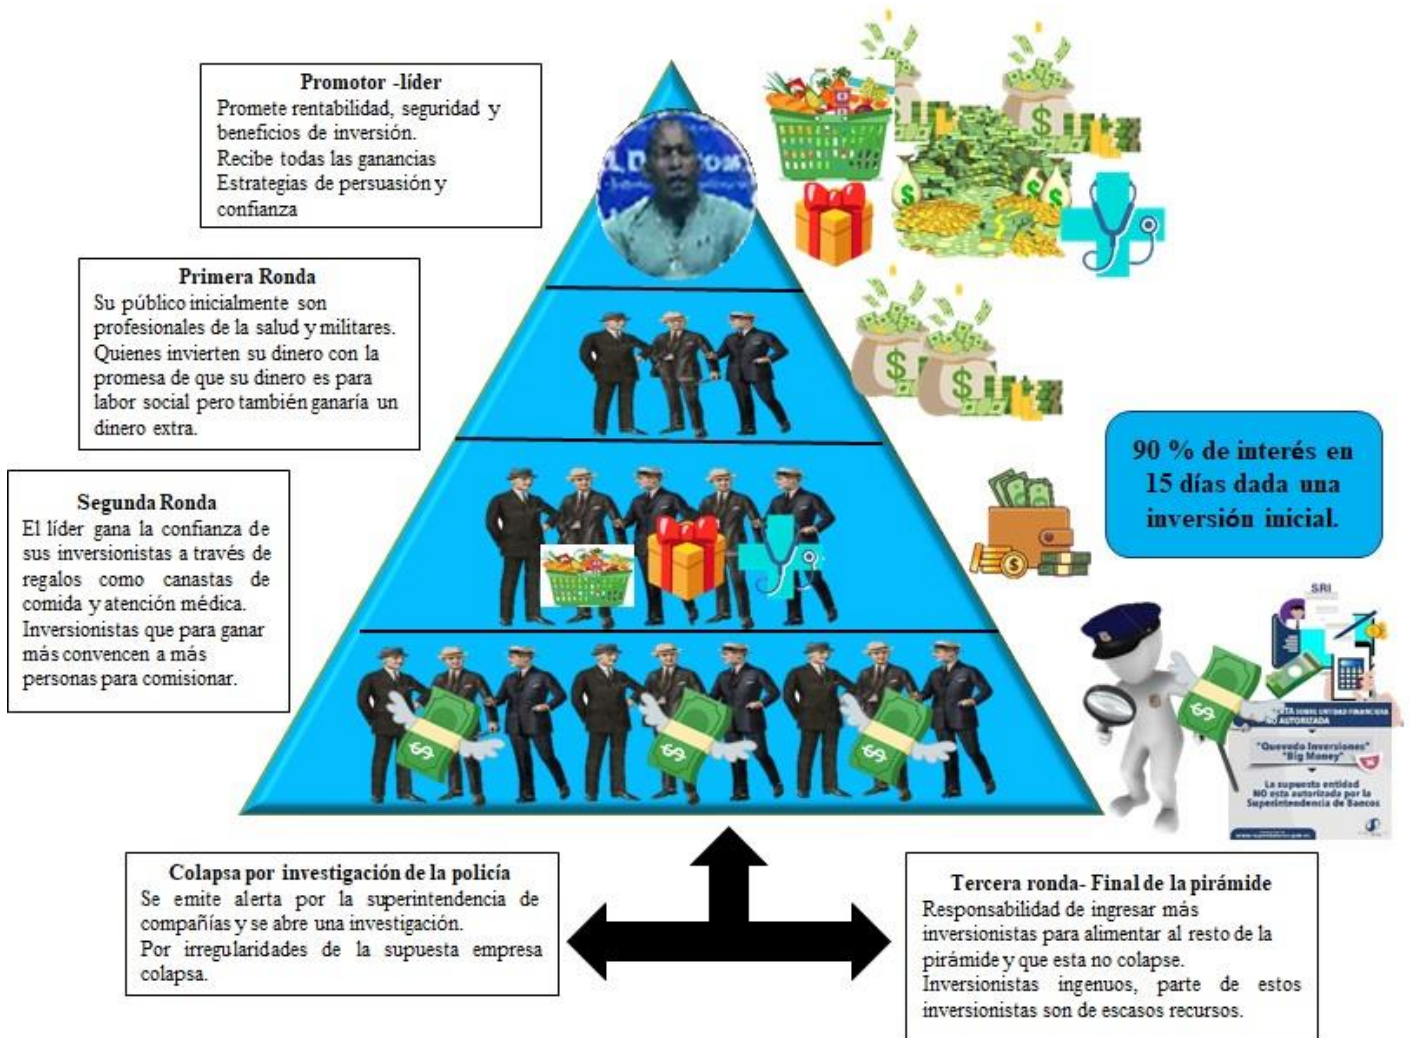 Promotor -líder
Promete rentabilidad, seguridad y
beneficios de inversión.
Recibe todas las ganancias
Estrategias de persuasión y
confianza
Primera Ronda
Su público inicialmente son
profesionales de la salud y militares.
Quienes invierten su dinero con la
promesa de que su dinero es para
labor social pero también ganaría un
dinero extra.
90 % de interés en
15 días dada una
inversión inicial.
Segunda Ronda
El líder gana la confianza de
sus inversionistas a través de
regalos como canastas de
comida y atención médica.
Inversionistas que para ganar
más convencen a más
personas para comisionar.
SRI
SOBRE ENTIDAD FINANCIERA
NO AUTORIZADA
"Quevedo Inversiones"
"Big Money"
La supuesta entidad
NO esta autorizada por la
Superintendencia de Bancos
Colapsa por investigación de la policía
Se emite alerta por la superintendencia de
compañías y se abre una investigación.
Por irregularidades de la supuesta empresa
colapsa.
Tercera ronda- Final de la pirámide
Responsabilidad de ingresar más
inversionistas para alimentar al resto de la
pirámide y que esta no colapse.
Inversionistas ingenuos, parte de estos
inversionistas son de escasos recursos.